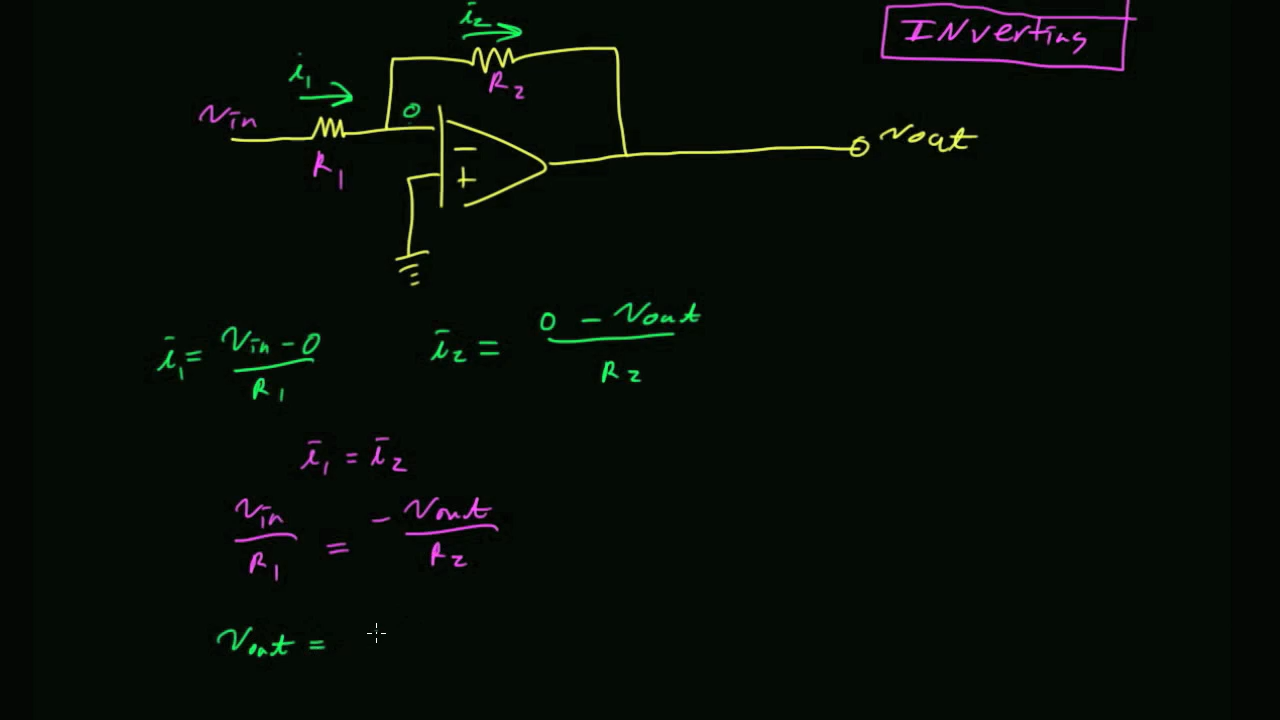 INverting
i₂
R₂
i₁
Vin
R₁
0
−
+
Vout
i₁ = (Vin − 0) / R₁
i₂ = (0 − Vout) / R₂
i₁ = i₂
Vin / R₁ = − Vout / R₂
Vout =